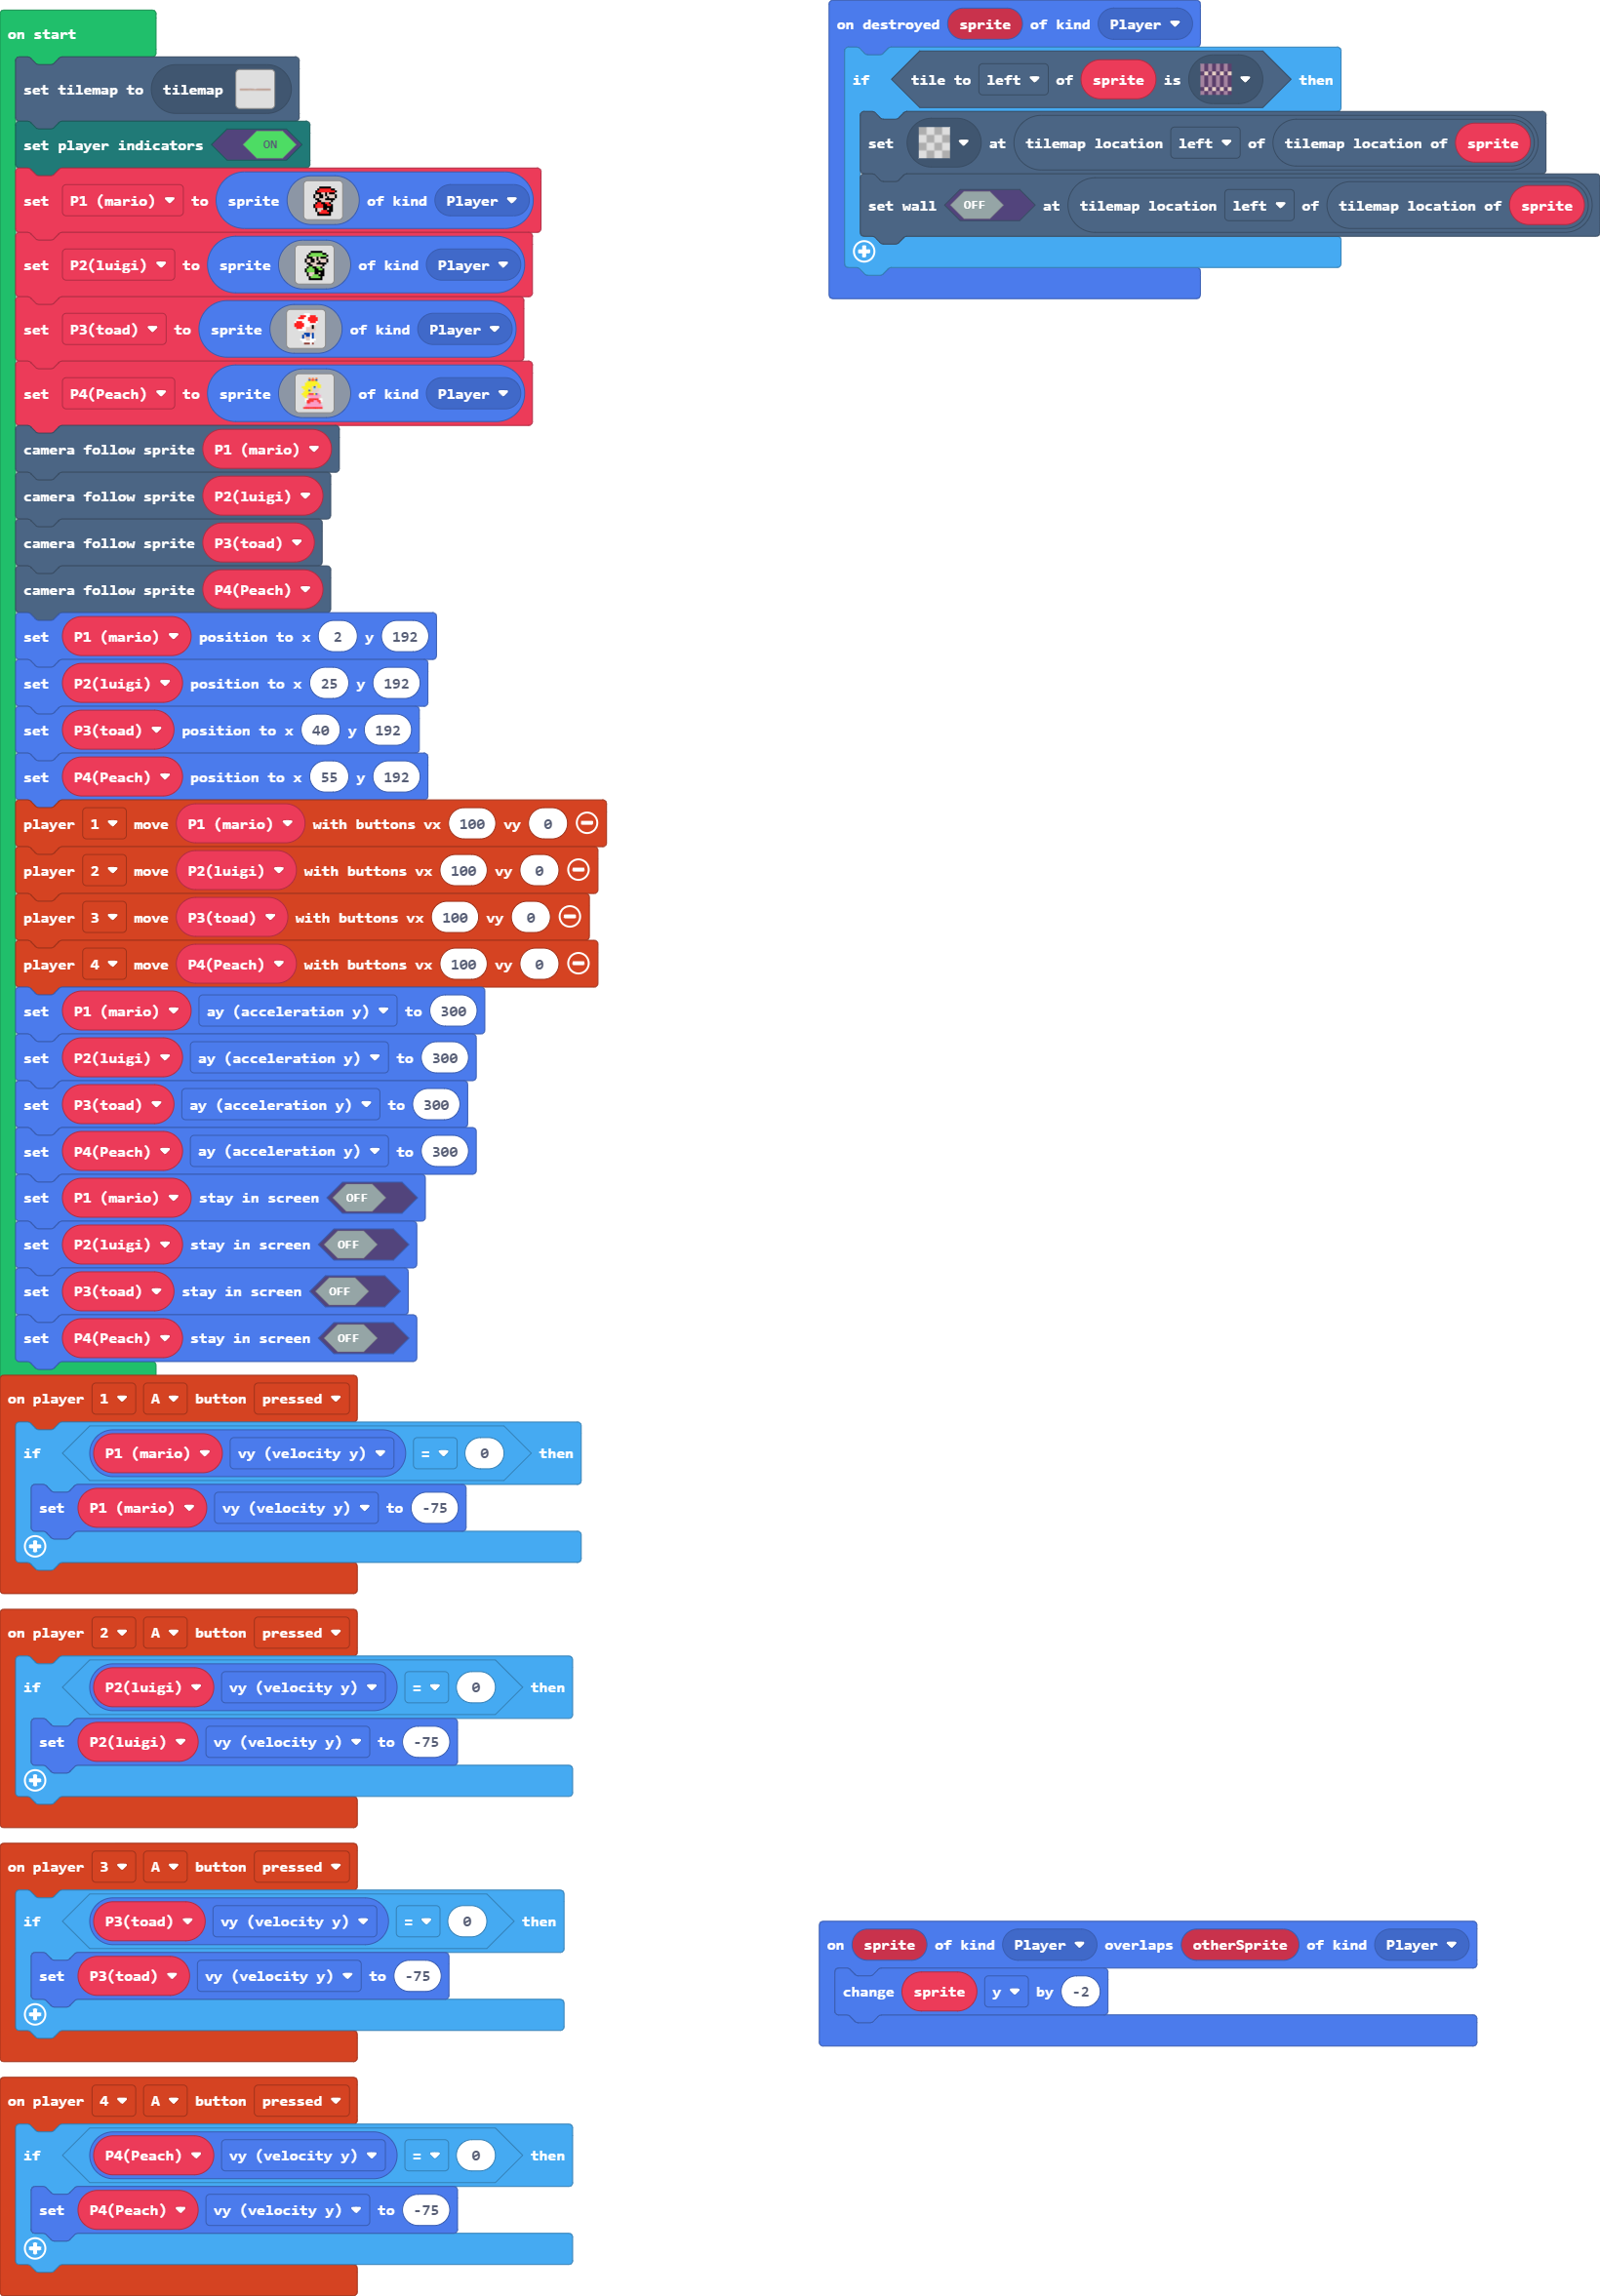 on start
set tilemap to tilemap
set player indicators ON
set P1 (mario) to sprite of kind Player
set P2(luigi) to sprite of kind Player
set P3(toad) to sprite of kind Player
set P4(Peach) to sprite of kind Player
camera follow sprite P1 (mario)
camera follow sprite P2(luigi)
camera follow sprite P3(toad)
camera follow sprite P4(Peach)
set P1 (mario) position to x 2 y 192
set P2(luigi) position to x 25 y 192
set P3(toad) position to x 40 y 192
set P4(Peach) position to x 55 y 192
player 1 move P1 (mario) with buttons vx 100 vy 0
player 2 move P2(luigi) with buttons vx 100 vy 0
player 3 move P3(toad) with buttons vx 100 vy 0
player 4 move P4(Peach) with buttons vx 100 vy 0
set P1 (mario) ay (acceleration y) to 300
set P2(luigi) ay (acceleration y) to 300
set P3(toad) ay (acceleration y) to 300
set P4(Peach) ay (acceleration y) to 300
set P1 (mario) stay in screen OFF
set P2(luigi) stay in screen OFF
set P3(toad) stay in screen OFF
set P4(Peach) stay in screen OFF
on player 1 A button pressed
if P1 (mario) vy (velocity y) = 0 then
set P1 (mario) vy (velocity y) to -75
on player 2 A button pressed
if P2(luigi) vy (velocity y) = 0 then
set P2(luigi) vy (velocity y) to -75
on player 3 A button pressed
if P3(toad) vy (velocity y) = 0 then
set P3(toad) vy (velocity y) to -75
on player 4 A button pressed
if P4(Peach) vy (velocity y) = 0 then
set P4(Peach) vy (velocity y) to -75
on destroyed sprite of kind Player
if tile to left of sprite is then
set at tilemap location left of tilemap location of sprite
set wall OFF at tilemap location left of tilemap location of sprite
on sprite of kind Player overlaps otherSprite of kind Player
change sprite y by -2